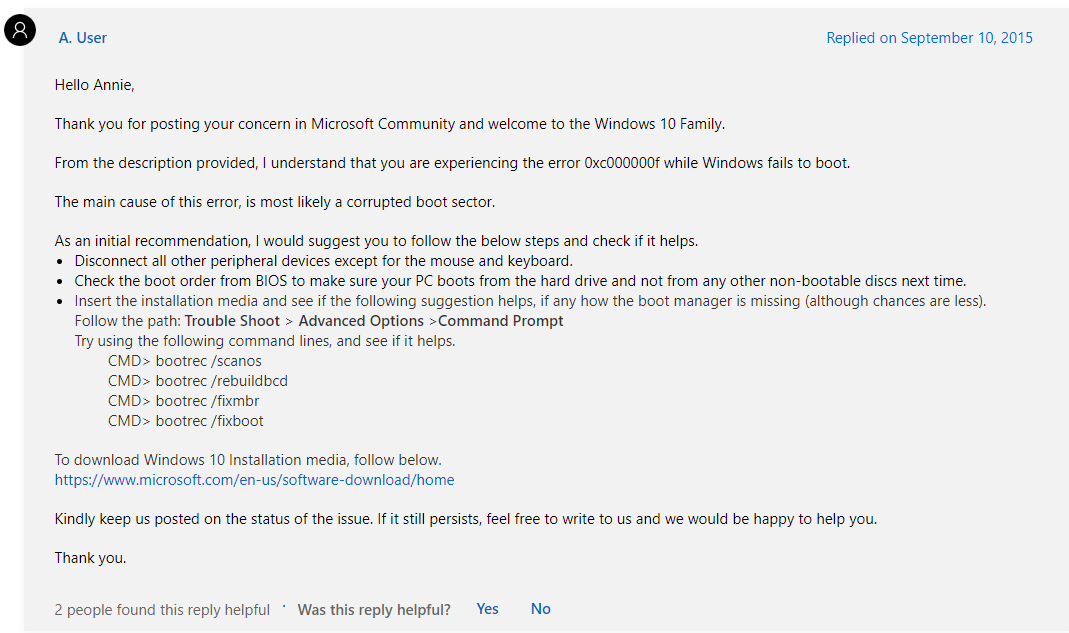 A. User
Replied on September 10, 2015
Hello Annie,
Thank you for posting your concern in Microsoft Community and welcome to the Windows 10 Family.
From the description provided, I understand that you are experiencing the error 0xc000000f while Windows fails to boot.
The main cause of this error, is most likely a corrupted boot sector.
As an initial recommendation, I would suggest you to follow the below steps and check if it helps.
• Disconnect all other peripheral devices except for the mouse and keyboard.
• Check the boot order from BIOS to make sure your PC boots from the hard drive and not from any other non-bootable discs next time.
• Insert the installation media and see if the following suggestion helps, if any how the boot manager is missing (although chances are less).
Follow the path: Trouble Shoot > Advanced Options >Command Prompt
Try using the following command lines, and see if it helps.
CMD> bootrec /scanos
CMD> bootrec /rebuildbcd
CMD> bootrec /fixmbr
CMD> bootrec /fixboot
To download Windows 10 Installation media, follow below.
https://www.microsoft.com/en-us/software-download/home
Kindly keep us posted on the status of the issue. If it still persists, feel free to write to us and we would be happy to help you.
Thank you.
2 people found this reply helpful · Was this reply helpful? Yes No